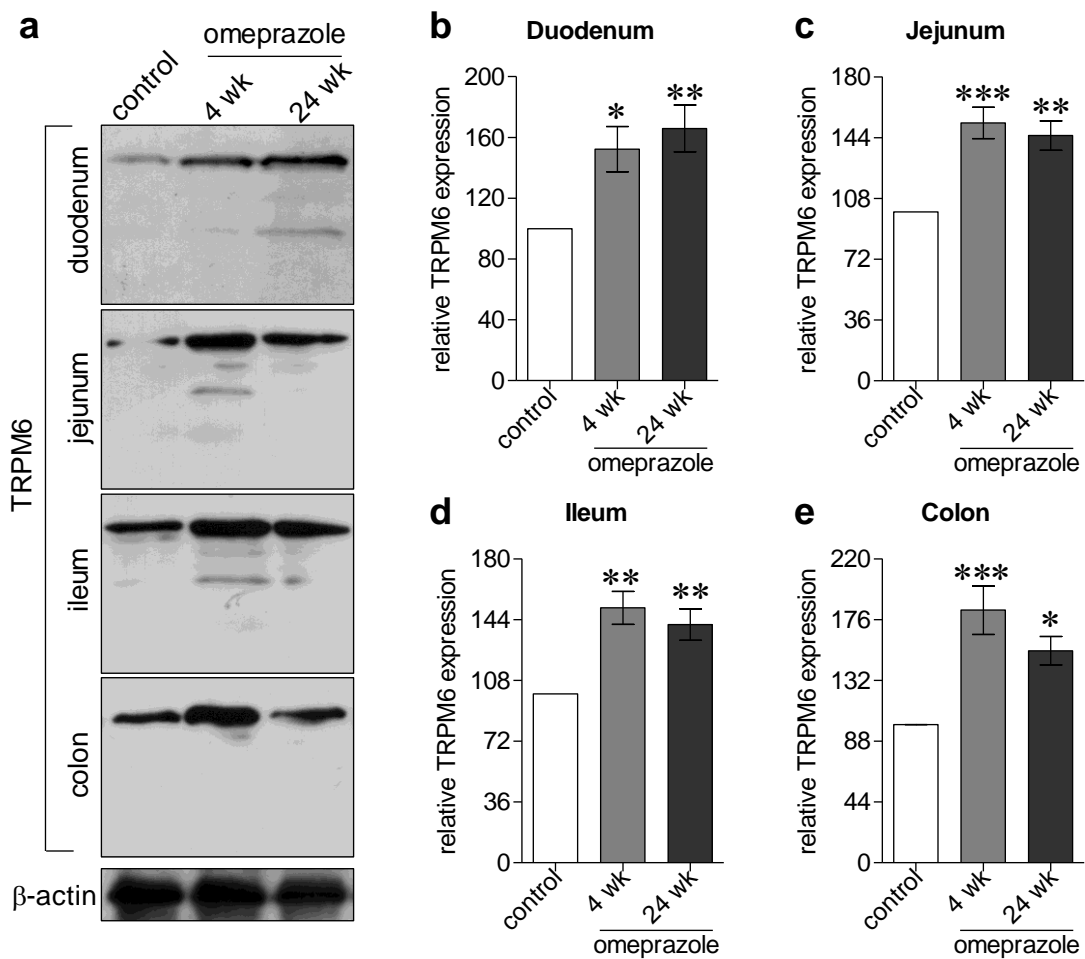 a
omeprazole
control
4 wk
24 wk
TRPM6
duodenum
jejunum
ileum
colon
β-actin
b
Duodenum
relative TRPM6 expression
200
160
120
80
40
0
*
**
control
4 wk
24 wk
omeprazole
c
Jejunum
relative TRPM6 expression
180
144
108
72
36
0
***
**
control
4 wk
24 wk
omeprazole
d
Ileum
relative TRPM6 expression
180
144
108
72
36
0
**
**
control
4 wk
24 wk
omeprazole
e
Colon
relative TRPM6 expression
220
176
132
88
44
0
***
*
control
4 wk
24 wk
omeprazole